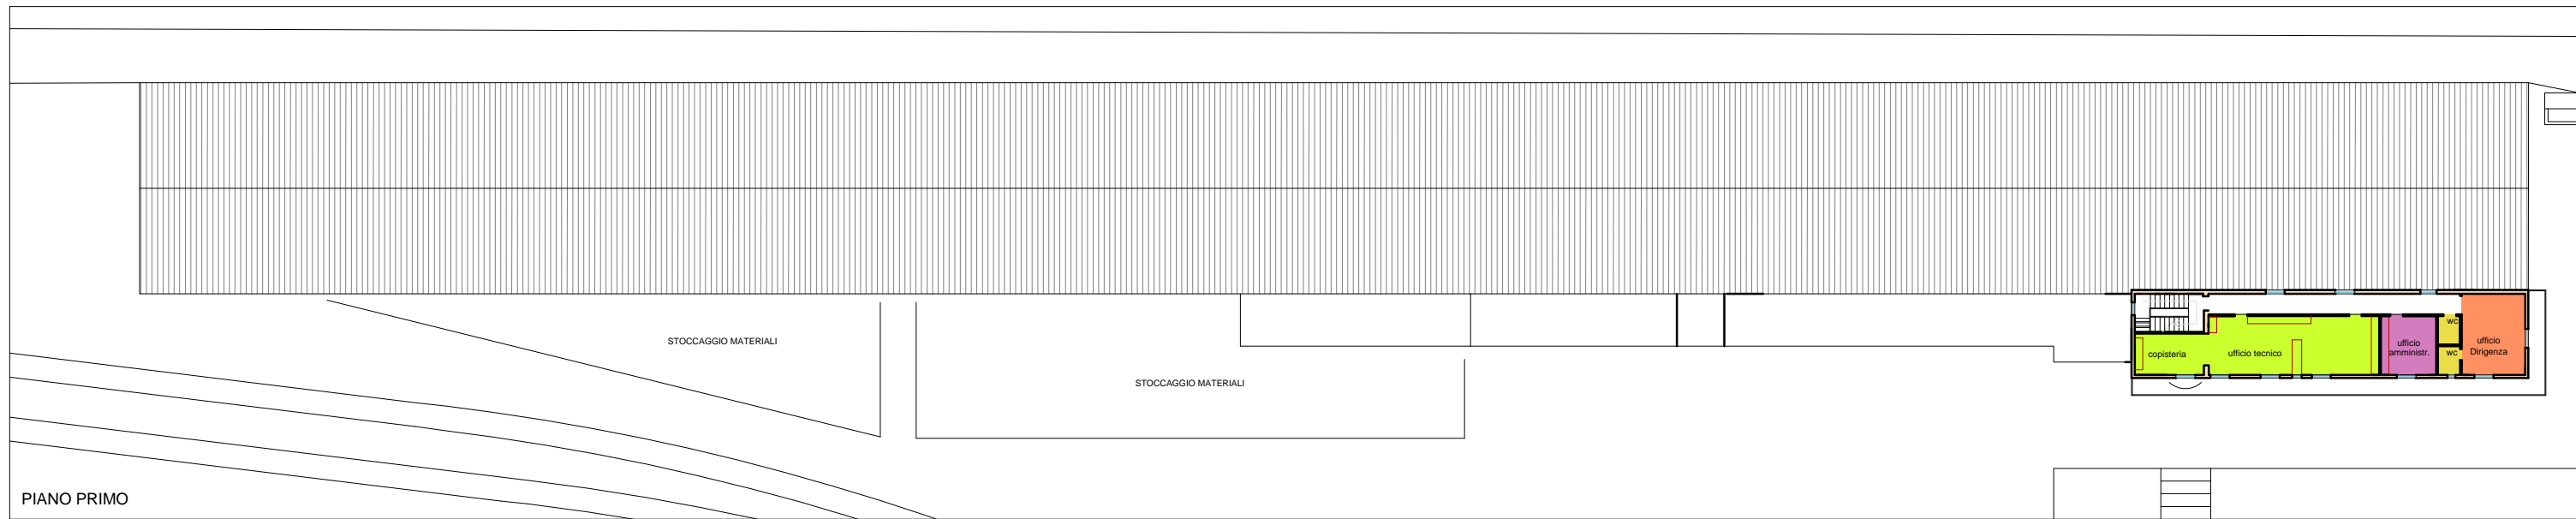 STOCCAGGIO MATERIALI
STOCCAGGIO MATERIALI
copisteria
ufficio tecnico
ufficio
amministr.
WC
WC
ufficio
Dirigenza
PIANO PRIMO